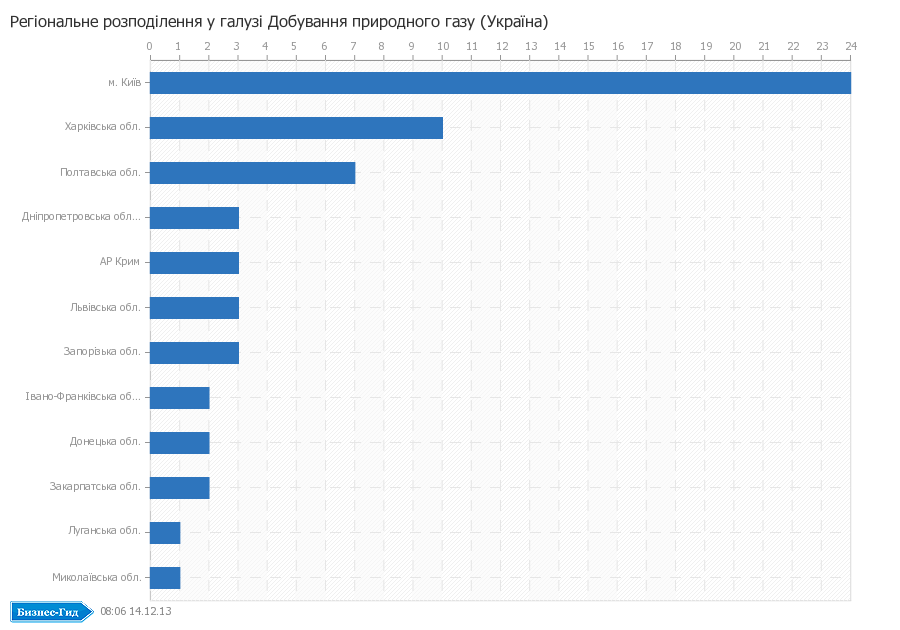 Регіональне розподілення у галузі Добування природного газу (Україна)
0 1 2 3 4 5 6 7 8 9 10 11 12 13 14 15 16 17 18 19 20 21 22 23 24
м. Київ
Харківська обл.
Полтавська обл.
Дніпропетровська обл...
АР Крим
Львівська обл.
Запорізька обл.
Івано-Франківська об...
Донецька обл.
Закарпатська обл.
Луганська обл.
Миколаївська обл.
Бизнес-Гид 08:06 14.12.13